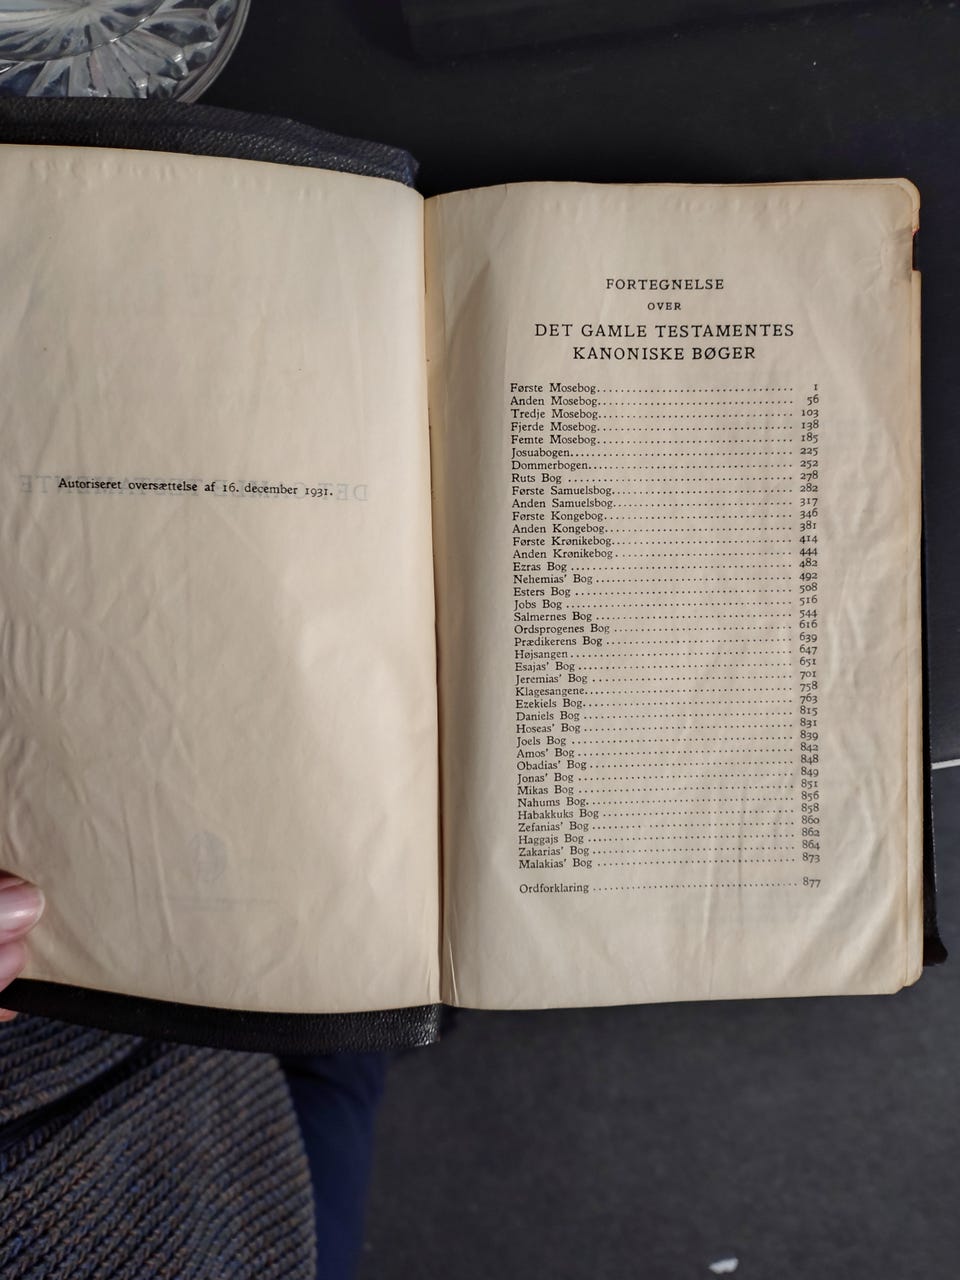 Autoriseret oversættelse af 16. december 1931.
FORTEGNELSE
OVER
DET GAMLE TESTAMENTES
KANONISKE BØGER
Første Mosebog 1
Anden Mosebog 56
Tredje Mosebog 103
Fjerde Mosebog 138
Femte Mosebog 185
Josuabogen 225
Dommerbogen 252
Ruts Bog 278
Første Samuelsbog 282
Anden Samuelsbog 317
Første Kongebog 346
Anden Kongebog 381
Første Krønikebog 414
Anden Krønikebog 444
Ezras Bog 482
Nehemias' Bog 492
Esters Bog 508
Jobs Bog 516
Salmernes Bog 544
Ordsprogenes Bog 616
Prædikerens Bog 639
Højsangen 647
Esajas' Bog 651
Jeremias' Bog 701
Klagesangene 758
Ezekiels Bog 763
Daniels Bog 815
Hoseas' Bog 831
Joels Bog 839
Amos' Bog 842
Obadias' Bog 848
Jonas' Bog 849
Mikas Bog 851
Nahums Bog 856
Habakkuks Bog 858
Zefanias' Bog 860
Haggajs Bog 862
Zakarias' Bog 864
Malakias' Bog 873
Ordforklaring 877
DET GAMLE TESTAMENTE